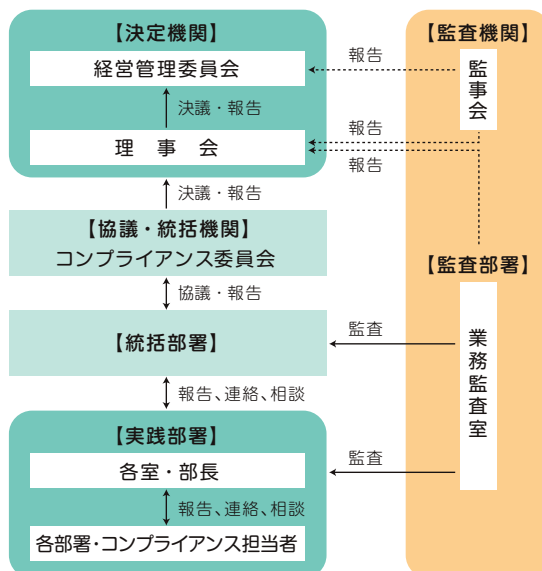 【決定機関】
経営管理委員会
決議・報告
理　事　会
決議・報告
【協議・統括機関】
コンプライアンス委員会
協議・報告
【統括部署】
報告、連絡、相談
【実践部署】
各室・部長
報告、連絡、相談
各部署・コンプライアンス担当者
報告
報告
報告
監査
監査
【監査機関】
監事会
【監査部署】
業務監査室